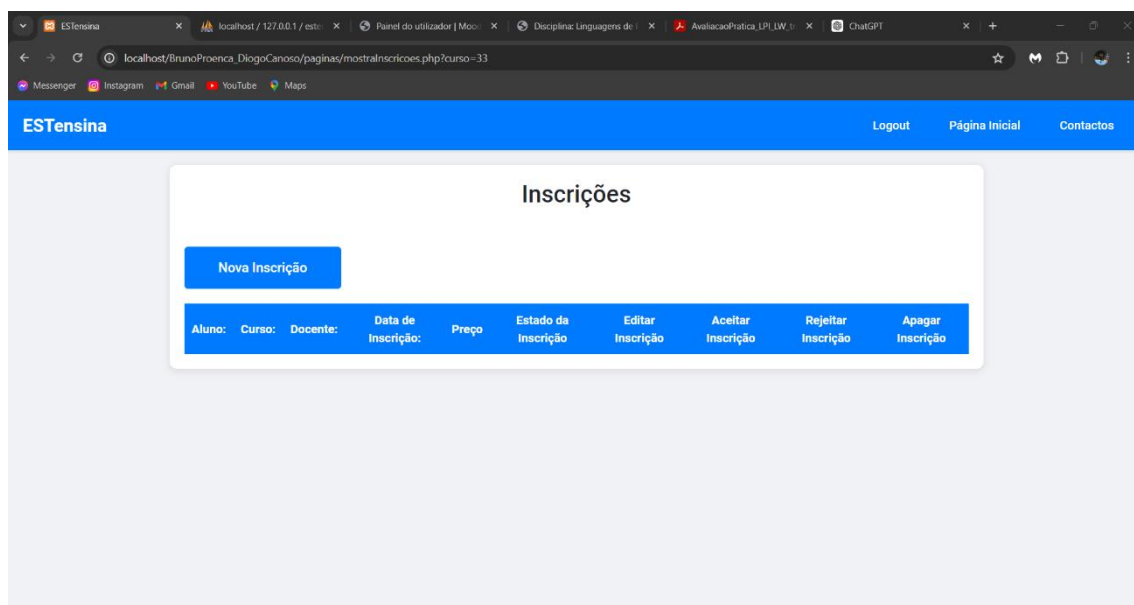 ESTensina
localhost / 127.0.0.1 / este
Painel do utilizador | Mood
Disciplina: Linguagens de
AvaliacaoPratica_LPI_LW_t
ChatGPT
localhost/BrunoProenca_DiogoCanoso/paginas/mostraInscricoes.php?curso=33
Messenger Instagram Gmail YouTube Maps
ESTensina Logout Página Inicial Contactos
Inscrições
Nova Inscrição
Aluno: Curso: Docente: Data de Inscrição: Preço Estado da Inscrição Editar Inscrição Aceitar Inscrição Rejeitar Inscrição Apagar Inscrição